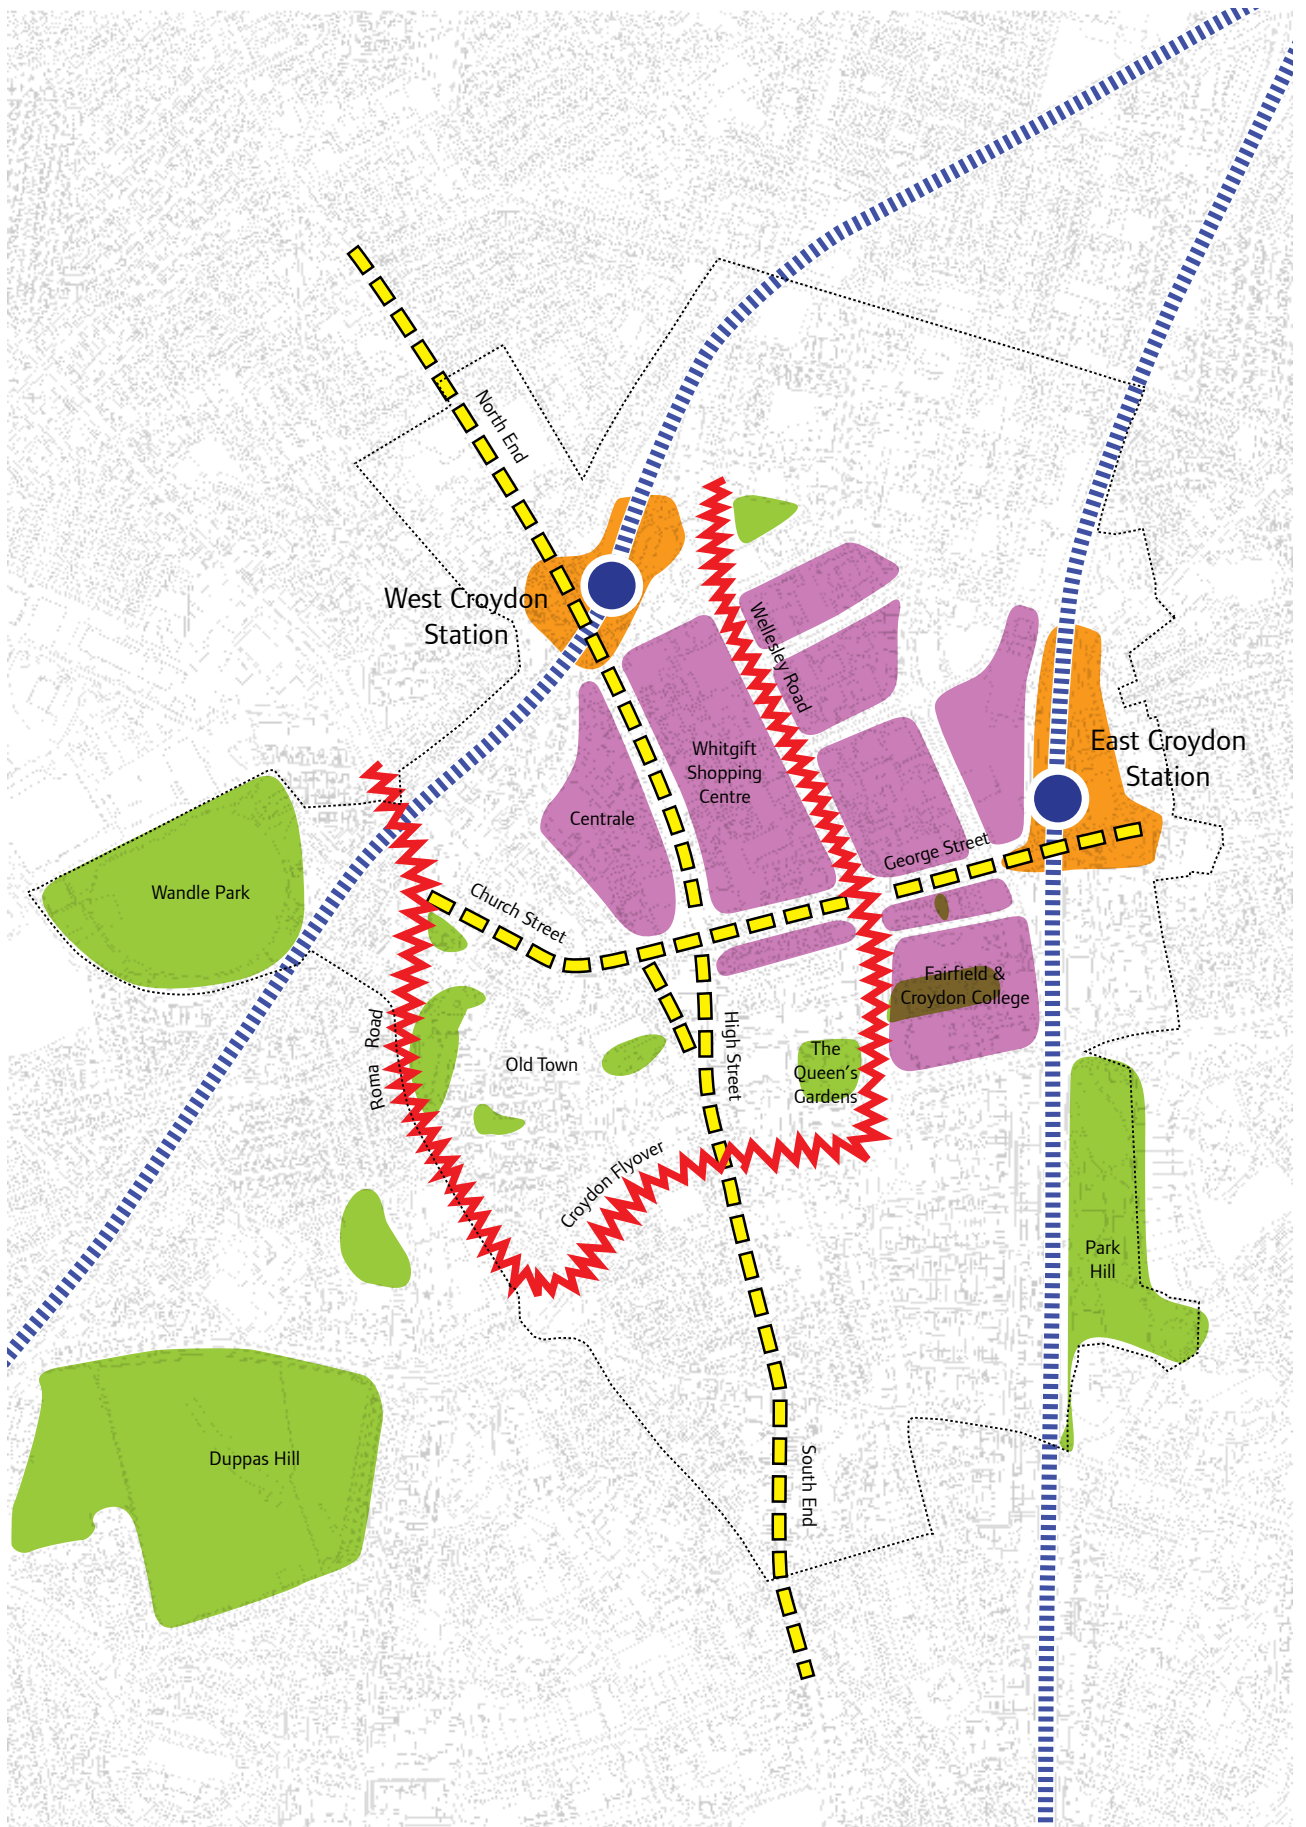 North End
West Croydon
Station
Wellesley Road
Whitgift
Shopping
Centre
East Croydon
Station
Centrale
George Street
Wandle Park
Church Street
Fairfield &
Croydon College
Roma Road
Old Town
High Street
The
Queen's
Gardens
Croydon Flyover
Park
Hill
Duppas Hill
South End